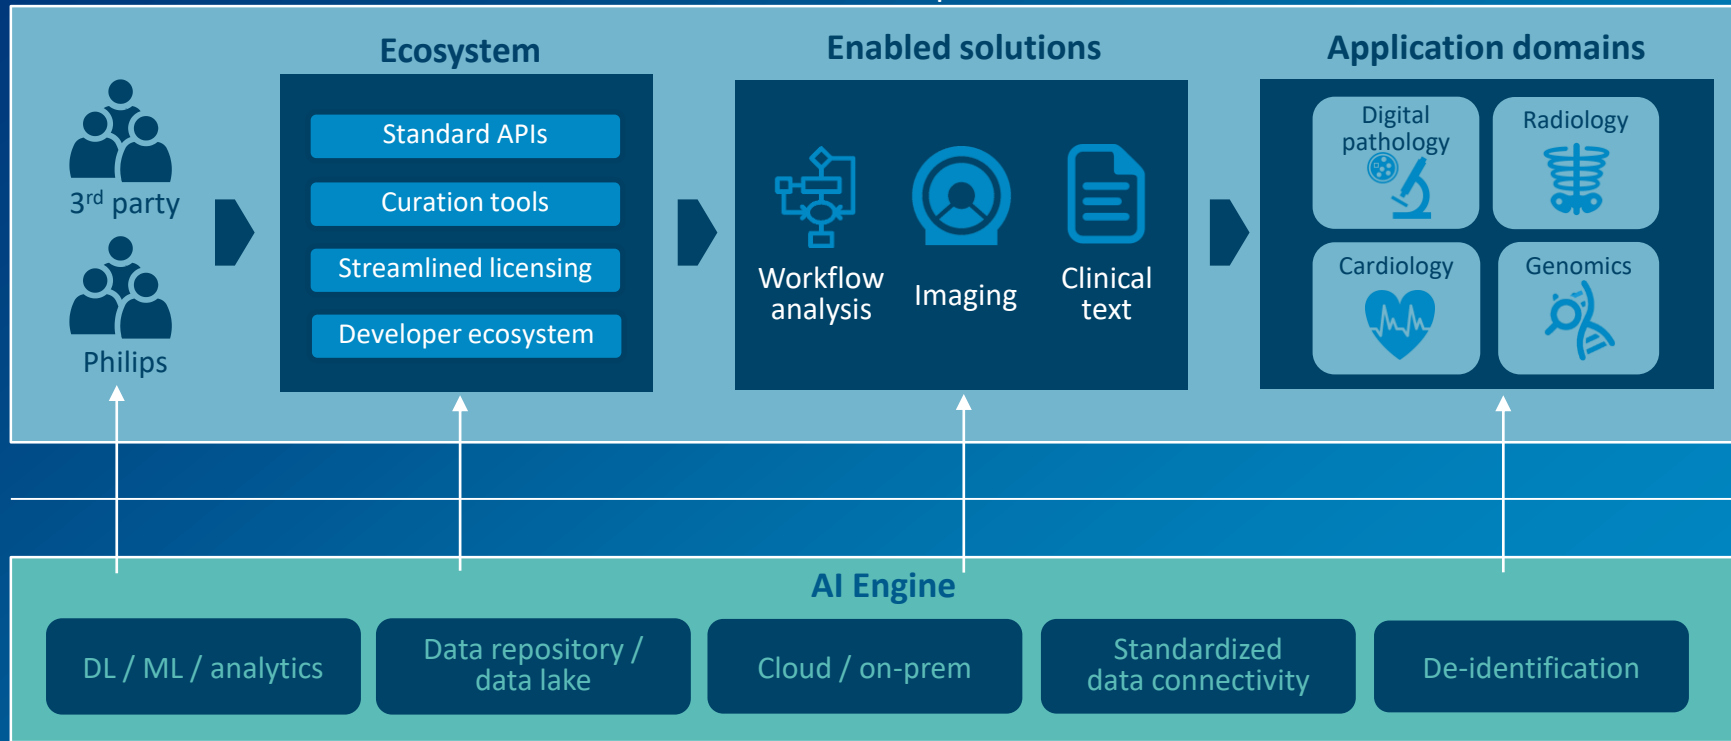 Ecosystem
Enabled solutions
Application domains
3rd party
Philips
Standard APIs
Curation tools
Streamlined licensing
Developer ecosystem
Workflow
analysis
Imaging
Clinical
text
Digital
pathology
Radiology
Cardiology
Genomics
AI Engine
DL / ML / analytics
Data repository /
data lake
Cloud / on-prem
Standardized
data connectivity
De-identification